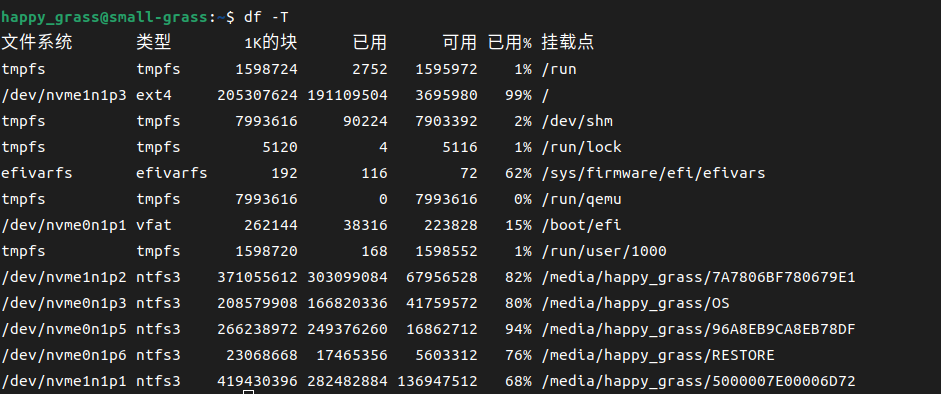 happy_grass@small-grass:~$ df -T
文件系统 类型 1K的块 已用 可用 已用% 挂载点
tmpfs tmpfs 1598724 2752 1595972 1% /run
/dev/nvme1n1p3 ext4 205307624 191109504 3695980 99% /
tmpfs tmpfs 7993616 90224 7903392 2% /dev/shm
tmpfs tmpfs 5120 4 5116 1% /run/lock
efivarfs efivarfs 192 116 72 62% /sys/firmware/efi/efivars
tmpfs tmpfs 7993616 0 7993616 0% /run/qemu
/dev/nvme0n1p1 vfat 262144 38316 223828 15% /boot/efi
tmpfs tmpfs 1598720 168 1598552 1% /run/user/1000
/dev/nvme1n1p2 ntfs3 371055612 303099084 67956528 82% /media/happy_grass/7A7806BF780679E1
/dev/nvme0n1p3 ntfs3 208579908 166820336 41759572 80% /media/happy_grass/OS
/dev/nvme0n1p5 ntfs3 266238972 249376260 16862712 94% /media/happy_grass/96A8EB9CA8EB78DF
/dev/nvme0n1p6 ntfs3 23068668 17465356 5603312 76% /media/happy_grass/RESTORE
/dev/nvme1n1p1 ntfs3 419430396 282482884 136947512 68% /media/happy_grass/5000007E00006D72